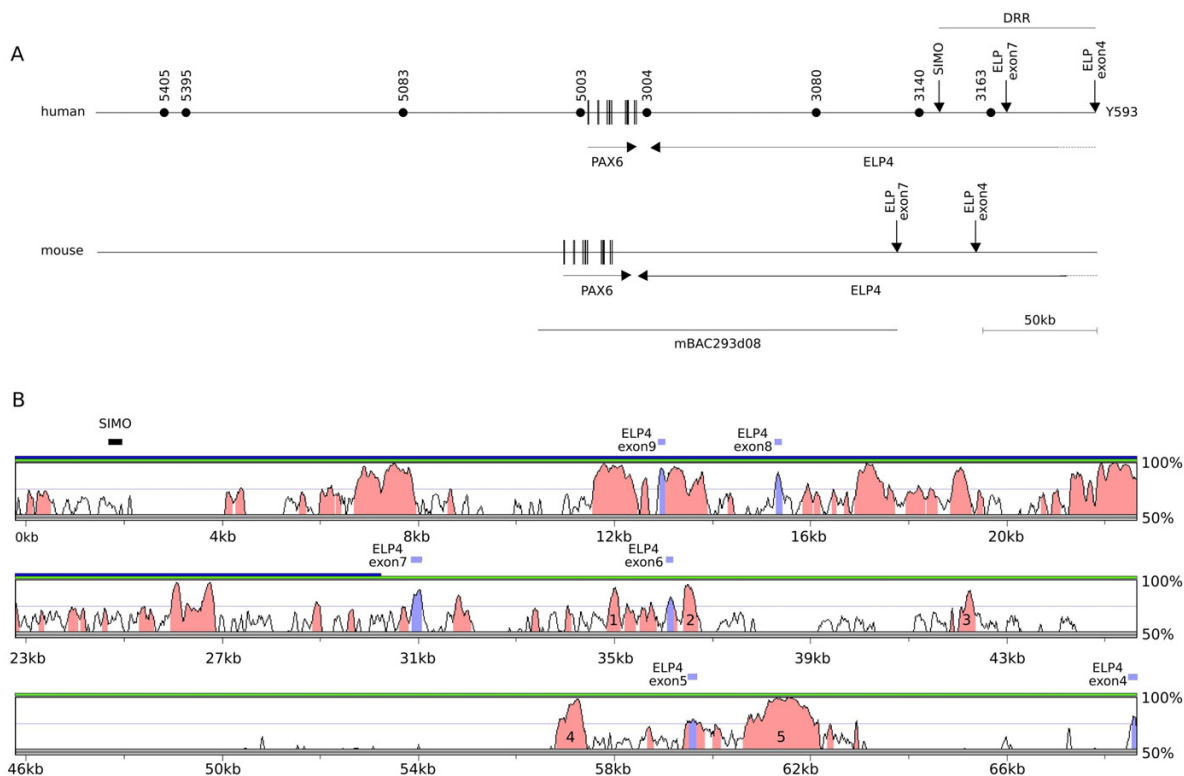 A
DRR
5405
5395
5083
5003
3004
3080
3140
SIMO
3163
ELP
exon7
ELP
exon4
human
Y593
PAX6
ELP4
ELP
exon7
ELP
exon4
mouse
PAX6
ELP4
mBAC293d08
50kb
B
SIMO
ELP4
exon9
ELP4
exon8
100%
50%
0kb
4kb
8kb
12kb
16kb
20kb
ELP4
exon7
ELP4
exon6
100%
1
2
3
50%
23kb
27kb
31kb
35kb
39kb
43kb
ELP4
exon5
ELP4
exon4
100%
4
5
50%
46kb
50kb
54kb
58kb
62kb
66kb